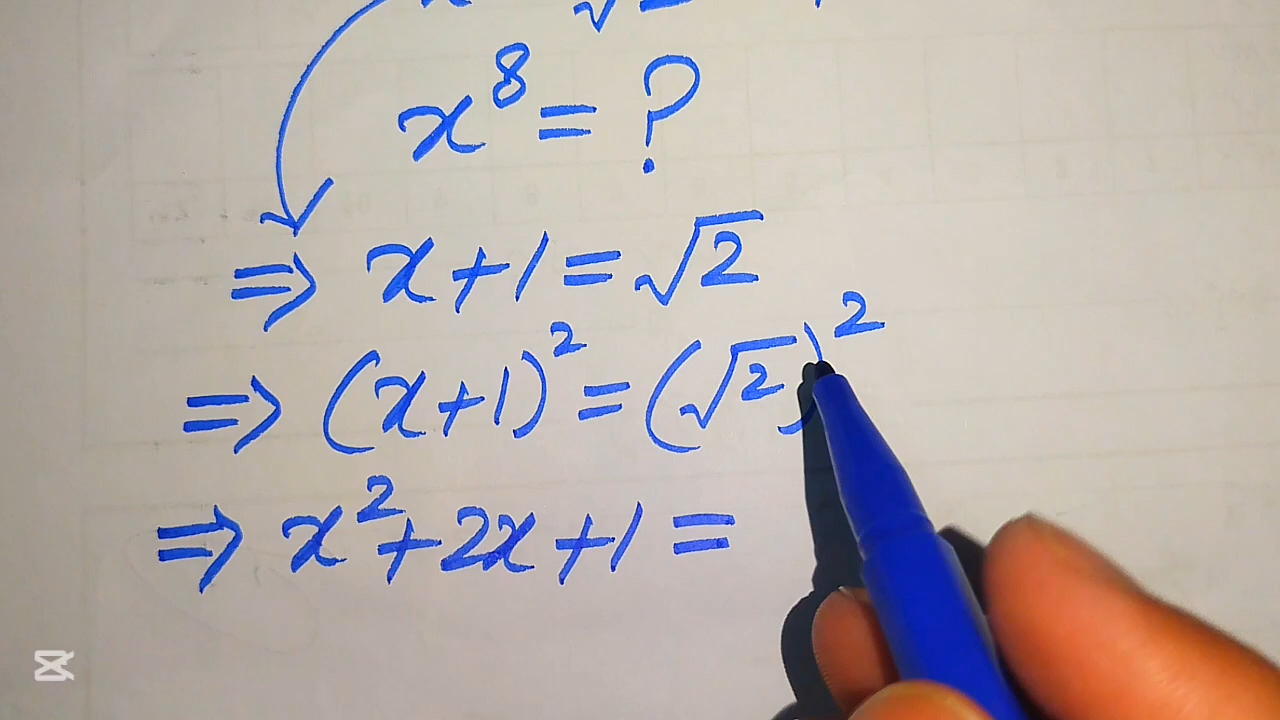 x⁸ = ?
⇒ x + 1 = √2
⇒ (x + 1)² = (√2)²
⇒ x² + 2x + 1 =